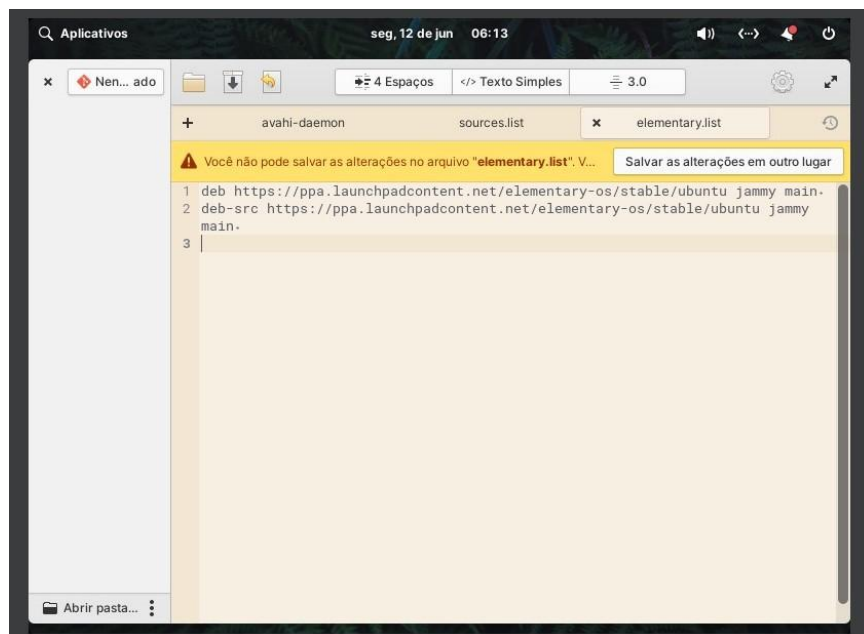 Aplicativos
seg, 12 de jun 06:13
Nen... ado
4 Espaços
</> Texto Simples
3.0
avahi-daemon
sources.list
elementary.list
Você não pode salvar as alterações no arquivo "elementary.list". V...
Salvar as alterações em outro lugar
1 deb https://ppa.launchpadcontent.net/elementary-os/stable/ubuntu jammy main
2 deb-src https://ppa.launchpadcontent.net/elementary-os/stable/ubuntu jammy
main
3
Abrir pasta...